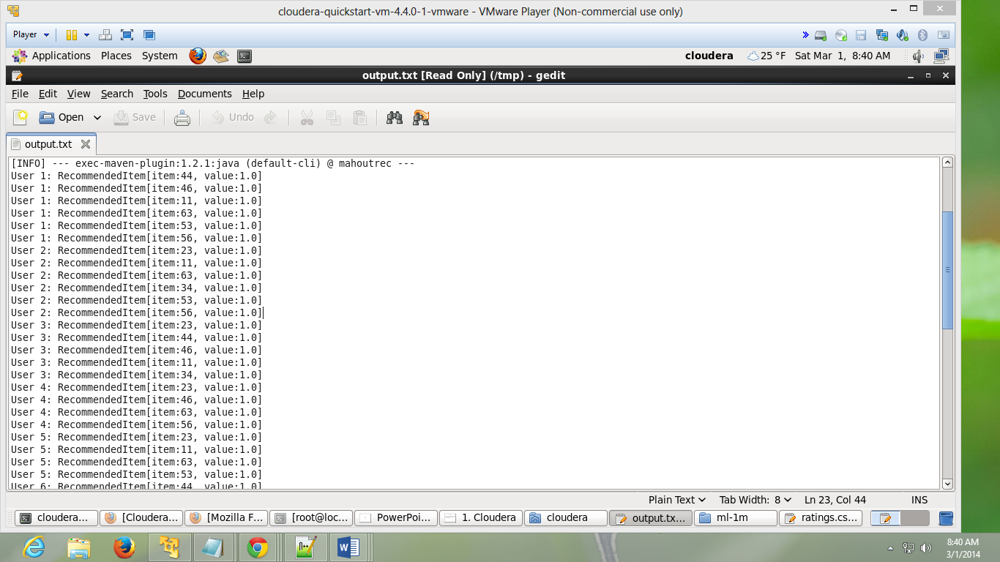 cloudera-quickstart-vm-4.4.0-1-vmware - VMware Player (Non-commercial use only)
Player
Applications Places System cloudera 25 °F Sat Mar 1, 8:40 AM
output.txt [Read Only] (/tmp) - gedit
File Edit View Search Tools Documents Help
Open Save Undo
output.txt
[INFO] --- exec-maven-plugin:1.2.1:java (default-cli) @ mahoutrec ---
User 1: RecommendedItem[item:44, value:1.0]
User 1: RecommendedItem[item:46, value:1.0]
User 1: RecommendedItem[item:11, value:1.0]
User 1: RecommendedItem[item:63, value:1.0]
User 1: RecommendedItem[item:53, value:1.0]
User 1: RecommendedItem[item:56, value:1.0]
User 2: RecommendedItem[item:23, value:1.0]
User 2: RecommendedItem[item:11, value:1.0]
User 2: RecommendedItem[item:63, value:1.0]
User 2: RecommendedItem[item:34, value:1.0]
User 2: RecommendedItem[item:53, value:1.0]
User 2: RecommendedItem[item:56, value:1.0]
User 3: RecommendedItem[item:23, value:1.0]
User 3: RecommendedItem[item:44, value:1.0]
User 3: RecommendedItem[item:46, value:1.0]
User 3: RecommendedItem[item:11, value:1.0]
User 3: RecommendedItem[item:34, value:1.0]
User 4: RecommendedItem[item:23, value:1.0]
User 4: RecommendedItem[item:46, value:1.0]
User 4: RecommendedItem[item:63, value:1.0]
User 4: RecommendedItem[item:56, value:1.0]
User 5: RecommendedItem[item:23, value:1.0]
User 5: RecommendedItem[item:11, value:1.0]
User 5: RecommendedItem[item:63, value:1.0]
User 5: RecommendedItem[item:53, value:1.0]
User 6: RecommendedItem[item:44, value:1.0]
Plain Text Tab Width: 8 Ln 23, Col 44 INS
cloudera... [Cloudera... [Mozilla F... [root@loc... PowerPoi... 1. Cloudera cloudera output.tx... ml-1m ratings.cs...
8:40 AM
3/1/2014